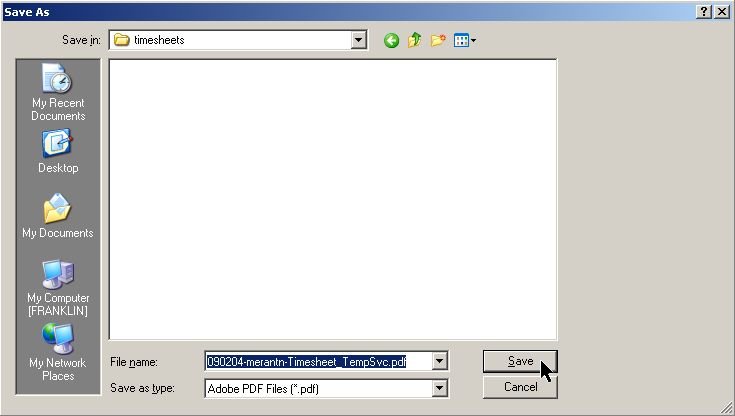 Save As
Save in: timesheets
My Recent
Documents
Desktop
My Documents
My Computer
[FRANKLIN]
My Network
Places
File name: 090204-merantn-Timesheet_TempSvc.pdf
Save
Save as type: Adobe PDF Files (*.pdf)
Cancel